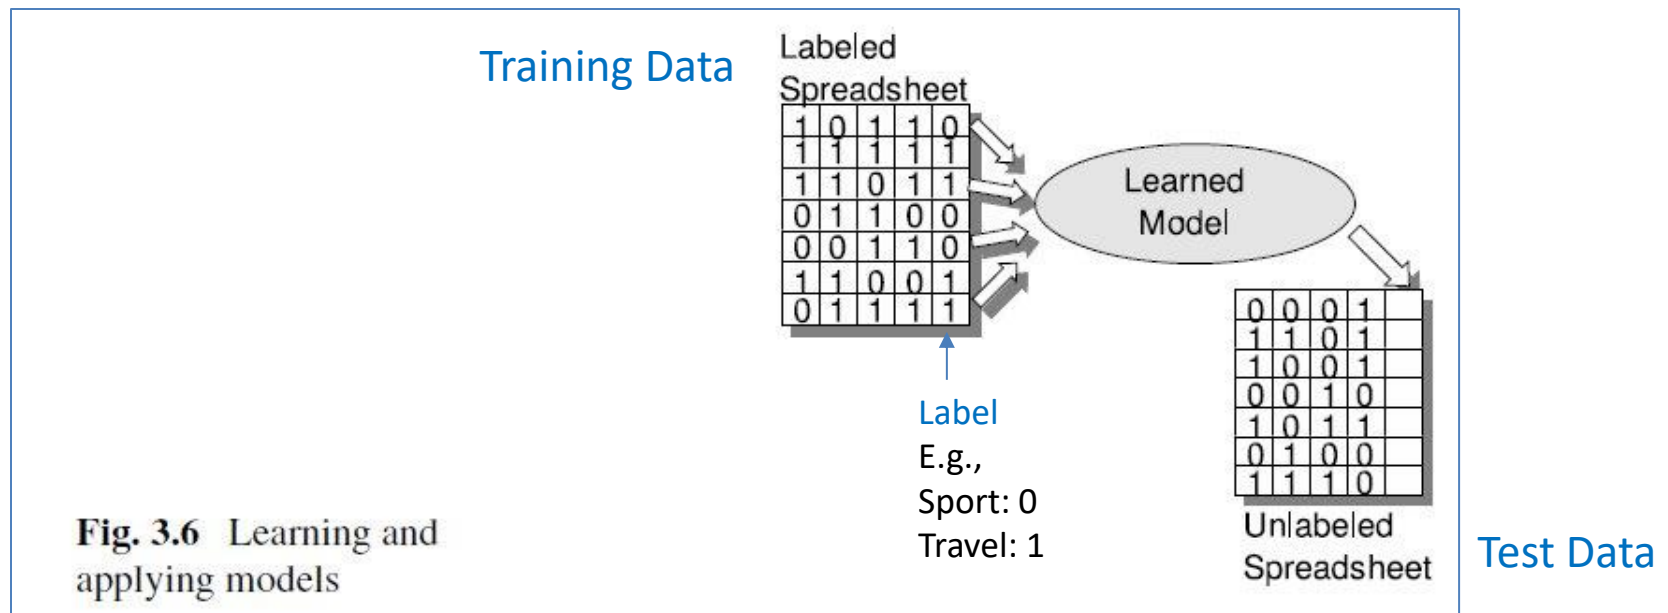 Training Data
Labeled
Spreadsheet
1 0 1 1 0
1 1 1 1 1
1 1 0 1 1
0 1 1 0 0
0 0 1 1 0
1 1 0 0 1
0 1 1 1 1
Learned
Model
0 0 0 1
1 1 0 1
1 0 0 1
0 0 1 0
1 0 1 1
0 1 0 0
1 1 1 0
Label
E.g.,
Sport: 0
Travel: 1
Unlabeled
Spreadsheet
Test Data
Fig. 3.6 Learning and
applying models